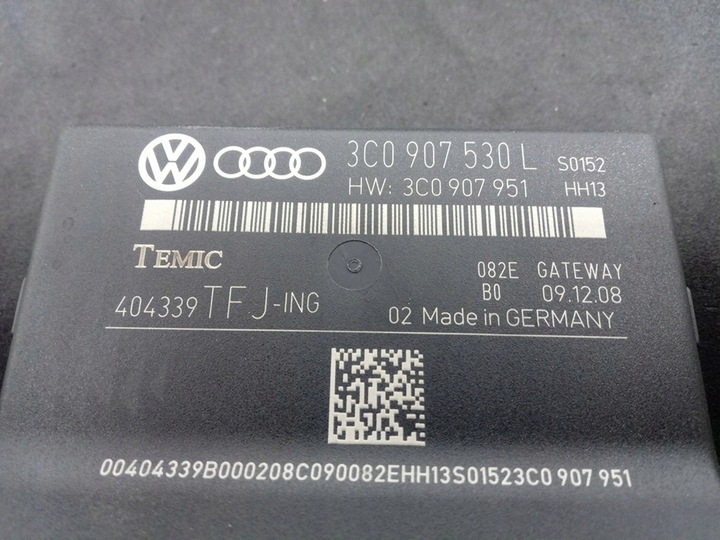 3C0 907 530 L S0152
HW: 3C0 907 951 HH13
TEMIC
082E GATEWAY
B0 09.12.08
404339 TFJ-ING
02 Made in GERMANY
00404339B000208C090082EHH13S01523C0 907 951